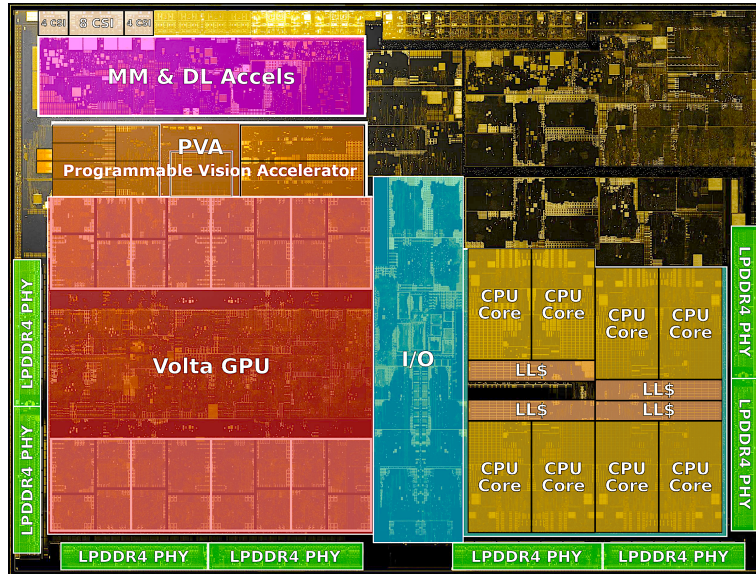 4 CSI
8 CSI
4 CSI
MM & DL Accels
PVA
Programmable Vision Accelerator
Volta GPU
I/O
CPU
Core
CPU
Core
CPU
Core
CPU
Core
LL$
LL$
LL$
LL$
CPU
Core
CPU
Core
CPU
Core
CPU
Core
LPDDR4 PHY
LPDDR4 PHY
LPDDR4 PHY
LPDDR4 PHY
LPDDR4 PHY
LPDDR4 PHY
LPDDR4 PHY
LPDDR4 PHY